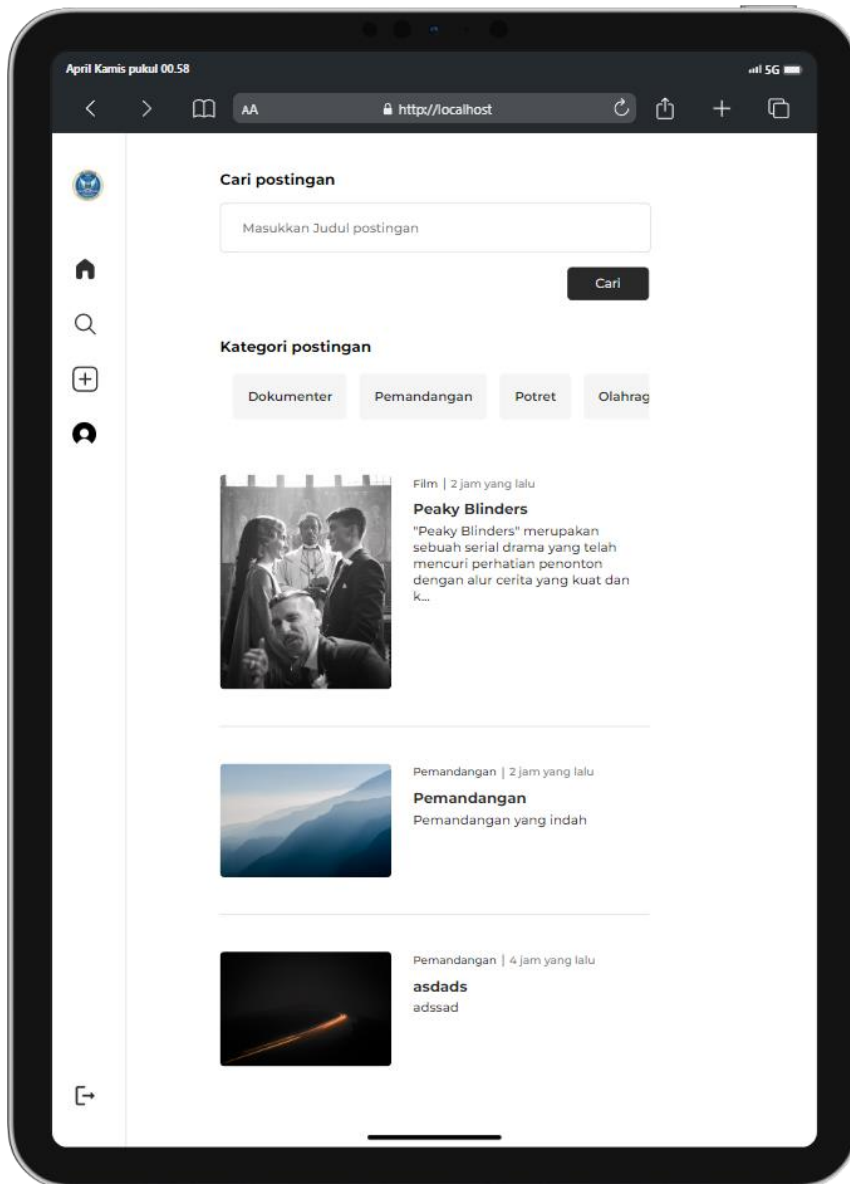 April Kamis pukul 00.58
5G
AA
http://localhost
Cari postingan
Masukkan Judul postingan
Cari
Kategori postingan
Dokumenter
Pemandangan
Potret
Olahrag
Film | 2 jam yang lalu
Peaky Blinders
"Peaky Blinders" merupakan
sebuah serial drama yang telah
mencuri perhatian penonton
dengan alur cerita yang kuat dan
k...
Pemandangan | 2 jam yang lalu
Pemandangan
Pemandangan yang indah
Pemandangan | 4 jam yang lalu
asdads
adssad